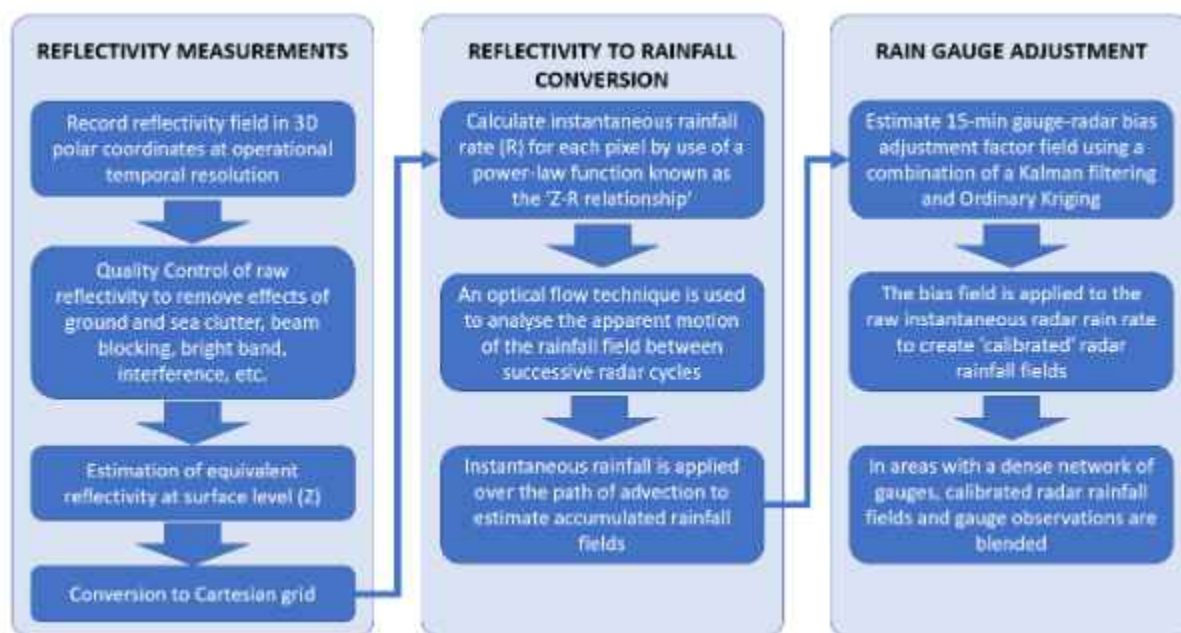 REFLECTIVITY MEASUREMENTS
Record reflectivity field in 3D
polar coordinates at operational
temporal resolution
Quality Control of raw
reflectivity to remove effects of
ground and sea clutter, beam
blocking, bright band,
interference, etc.
Estimation of equivalent
reflectivity at surface level (Z)
Conversion to Cartesian grid
REFLECTIVITY TO RAINFALL
CONVERSION
Calculate instantaneous rainfall
rate (R) for each pixel by use of a
power-law function known as
the 'Z-R relationship'
An optical flow technique is used
to analyse the apparent motion
of the rainfall field between
successive radar cycles
Instantaneous rainfall is applied
over the path of advection to
estimate accumulated rainfall
fields
RAIN GAUGE ADJUSTMENT
Estimate 15-min gauge-radar bias
adjustment factor field using a
combination of a Kalman filtering
and Ordinary Kriging
The bias field is applied to the
raw instantaneous radar rain rate
to create 'calibrated' radar
rainfall fields
In areas with a dense network of
gauges, calibrated radar rainfall
fields and gauge observations are
blended